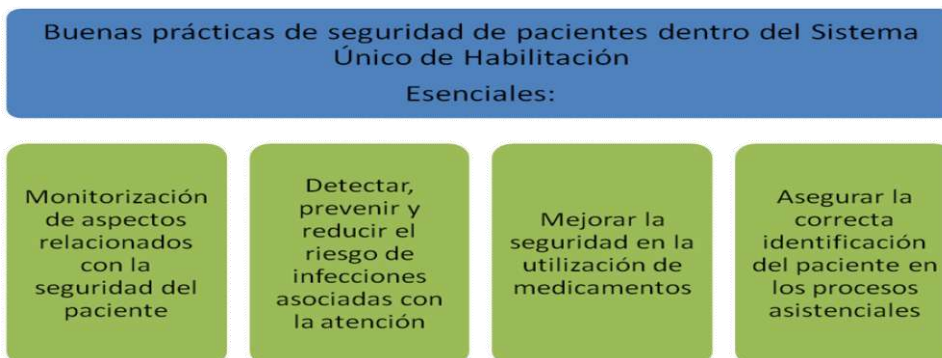 Buenas prácticas de seguridad de pacientes dentro del Sistema
Único de Habilitación
Esenciales:
Monitorización
de aspectos
relacionados
con la
seguridad del
paciente
Detectar,
prevenir y
reducir el
riesgo de
infecciones
asociadas con
la atención
Mejorar la
seguridad en la
utilización de
medicamentos
Asegurar la
correcta
identificación
del paciente en
los procesos
asistenciales